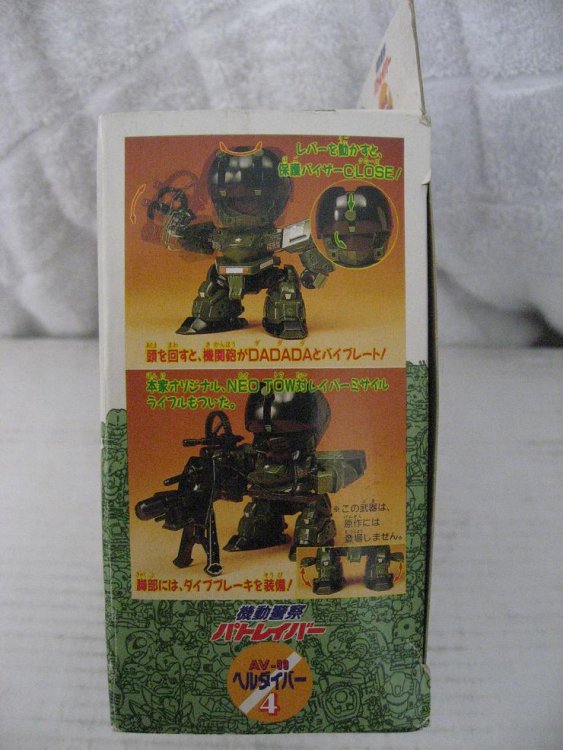 レバーを動かすと、
保護バイザーCLOSE!
頭を回すと、機関砲がDADADAとバイブレート!
本家オリジナル、NEO TOW対レイバーミサイル
ライフルもついた。
※この武器は、
原作には
登場しません。
脚部には、ダイブブレーキを装備!
機動警察
パトレイバー
AV-99
ヘルダイバー
4